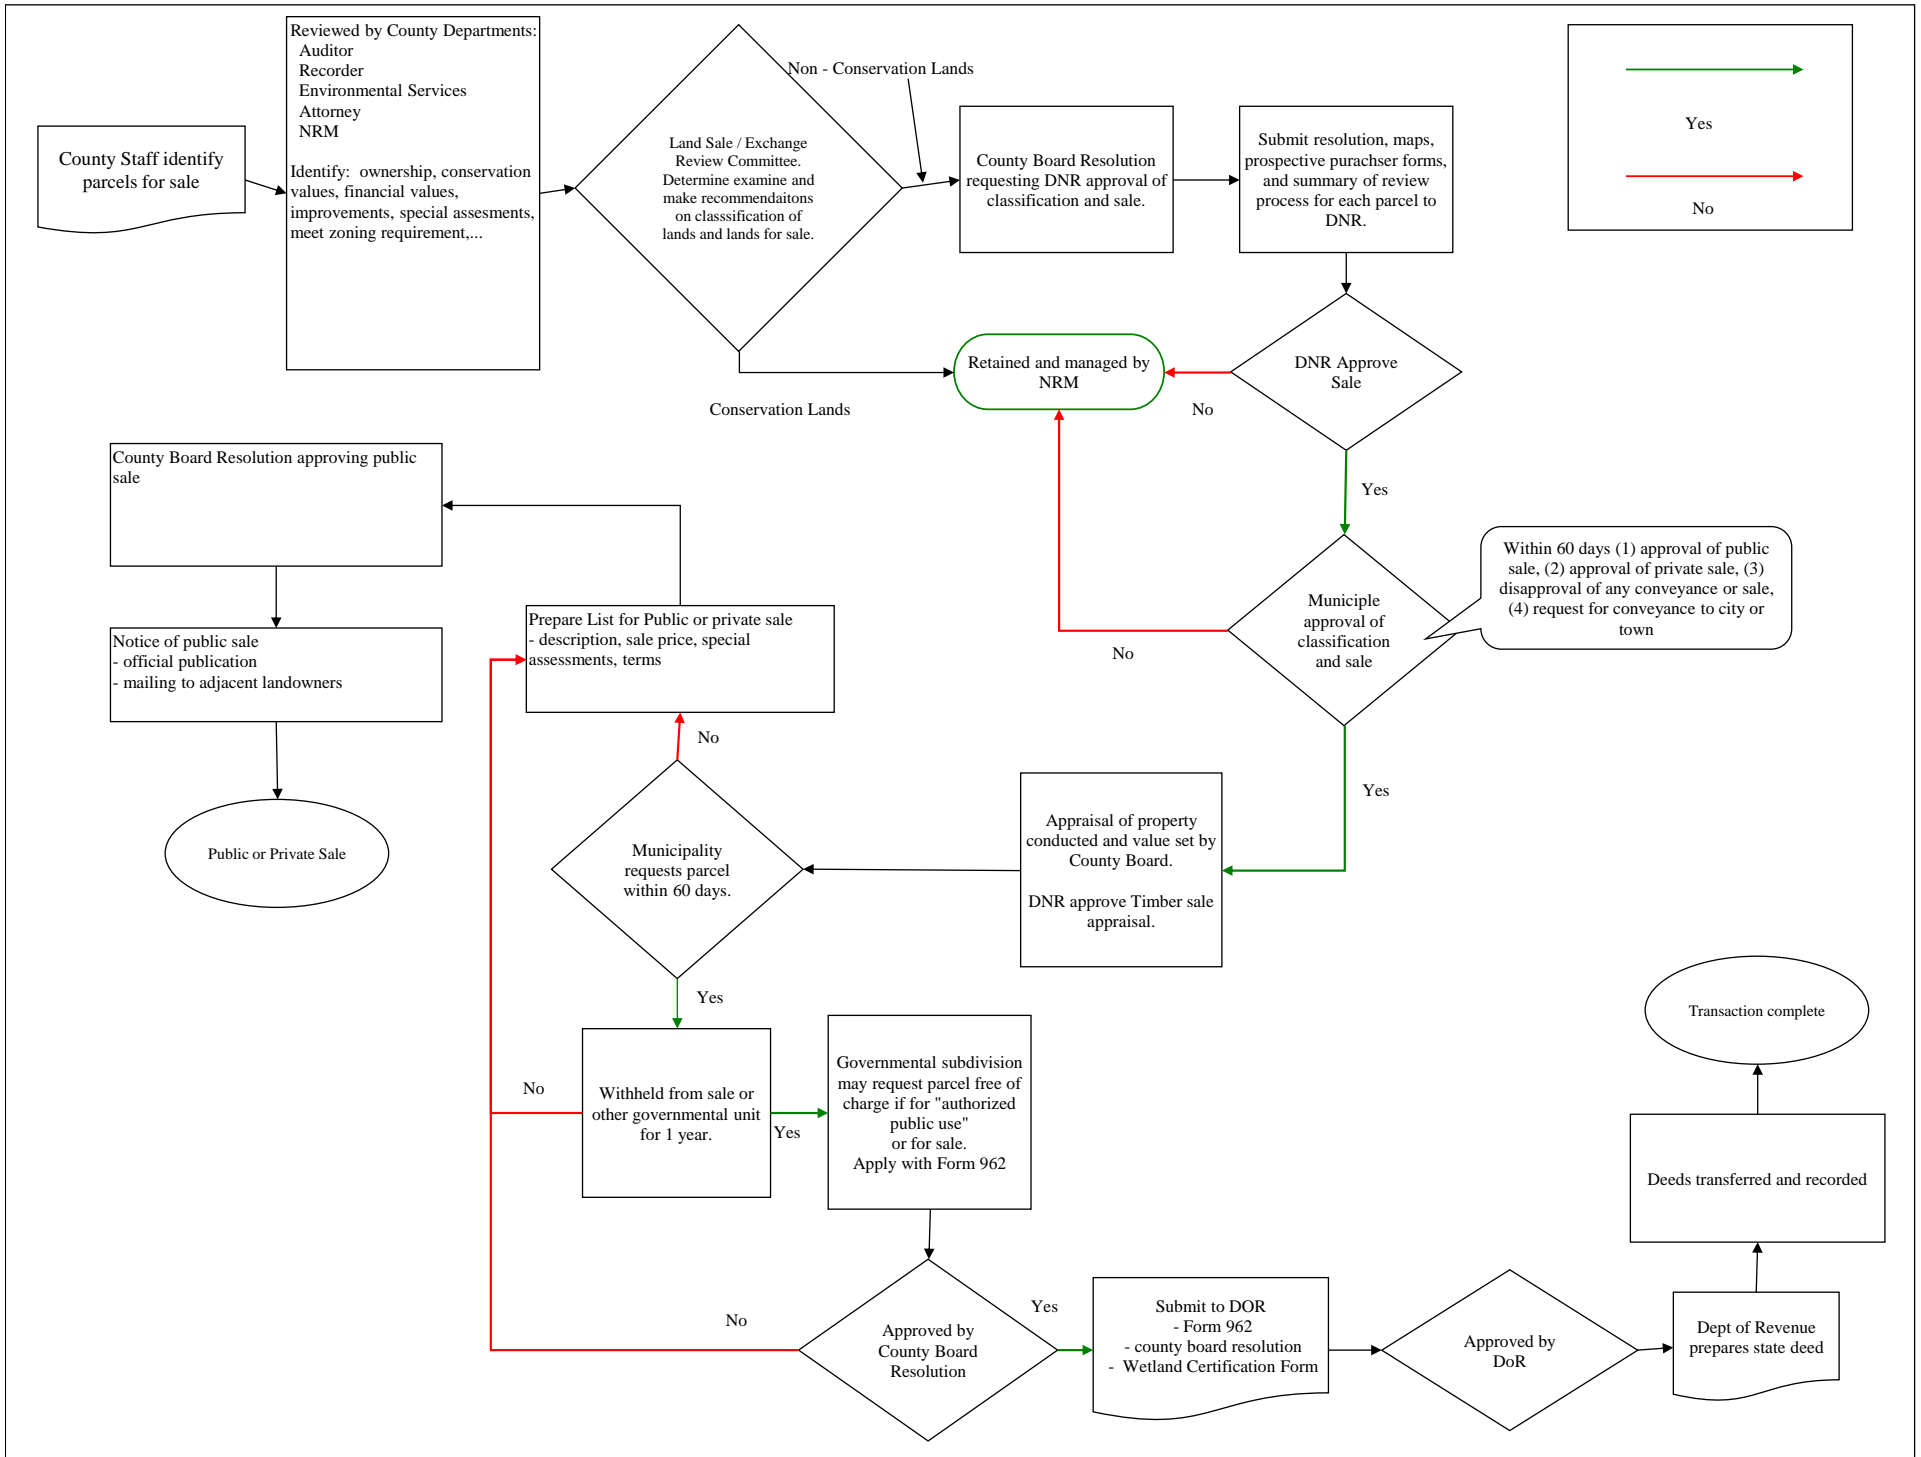 County Staff identify
parcels for sale
Reviewed by County Departments:
Auditor
Recorder
Environmental Services
Attorney
NRM
Identify: ownership, conservation
values, financial values,
improvements, special assesments,
meet zoning requirement,...
Land Sale / Exchange
Review Committee.
Determine examine and
make recommendaitons
on classsification of
lands and lands for sale.
Non - Conservation Lands
County Board Resolution
requesting DNR approval of
classification and sale.
Submit resolution, maps,
prospective purachser forms,
and summary of review
process for each parcel to
DNR.
Yes
No
Retained and managed by
NRM
DNR Approve
Sale
No
Conservation Lands
Yes
County Board Resolution approving public
sale
Within 60 days (1) approval of public
sale, (2) approval of private sale, (3)
disapproval of any conveyance or sale,
(4) request for conveyance to city or
town
Municiple
approval of
classification
and sale
No
Prepare List for Public or private sale
- description, sale price, special
assessments, terms
Notice of public sale
- official publication
- mailing to adjacent landowners
No
Yes
Public or Private Sale
Municipality
requests parcel
within 60 days.
Appraisal of property
conducted and value set by
County Board.
DNR approve Timber sale
appraisal.
Yes
Transaction complete
No
Withheld from sale or
other governmental unit
for 1 year.
Yes
Governmental subdivision
may request parcel free of
charge if for "authorized
public use"
or for sale.
Apply with Form 962
Deeds transferred and recorded
No
Approved by
County Board
Resolution
Yes
Submit to DOR
- Form 962
- county board resolution
- Wetland Certification Form
Approved by
DoR
Dept of Revenue
prepares state deed